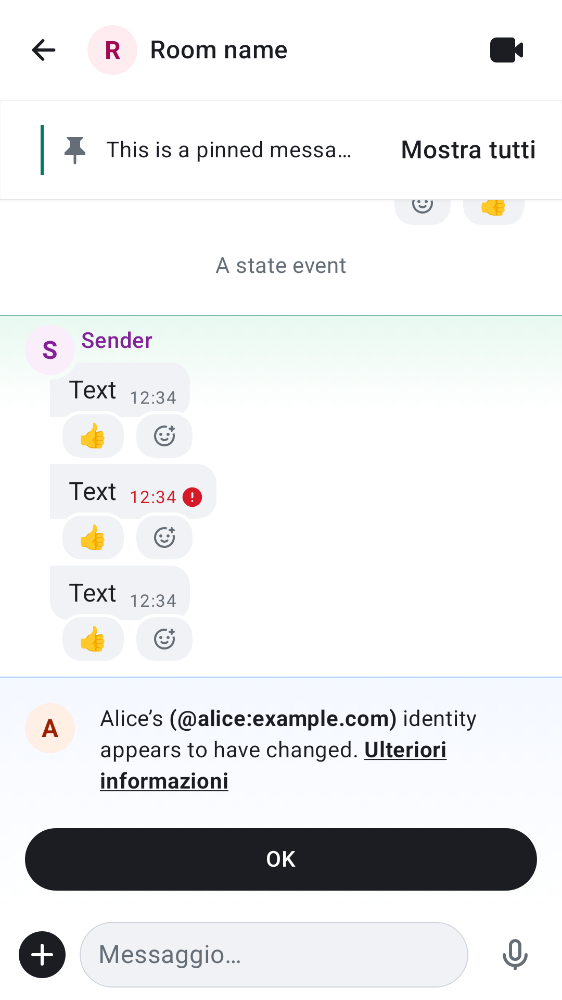 R Room name
This is a pinned messa… Mostra tutti
A state event
S Sender
Text 12:34
Text 12:34
Text 12:34
A Alice’s (@alice:example.com) identity
appears to have changed. Ulteriori
informazioni
OK
Messaggio…